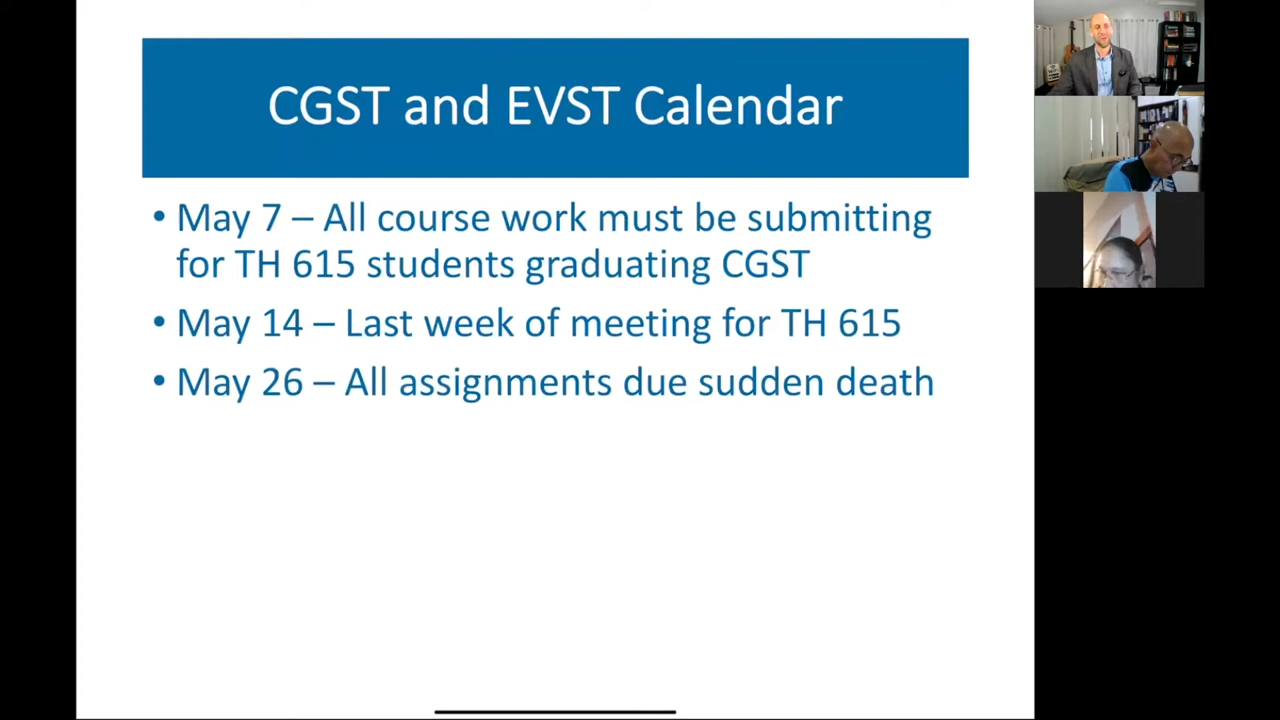 CGST and EVST Calendar
• May 7 – All course work must be submitting
for TH 615 students graduating CGST
• May 14 – Last week of meeting for TH 615
• May 26 – All assignments due sudden death